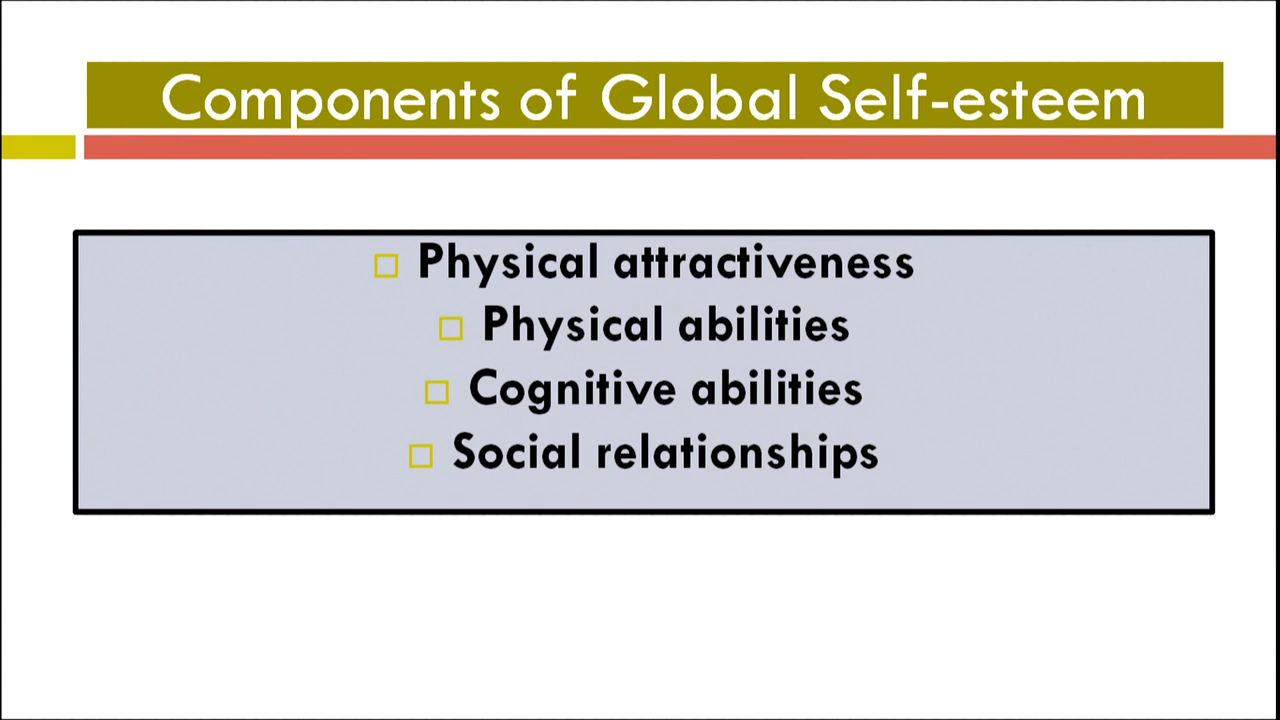 Components of Global Self-esteem
Physical attractiveness
Physical abilities
Cognitive abilities
Social relationships